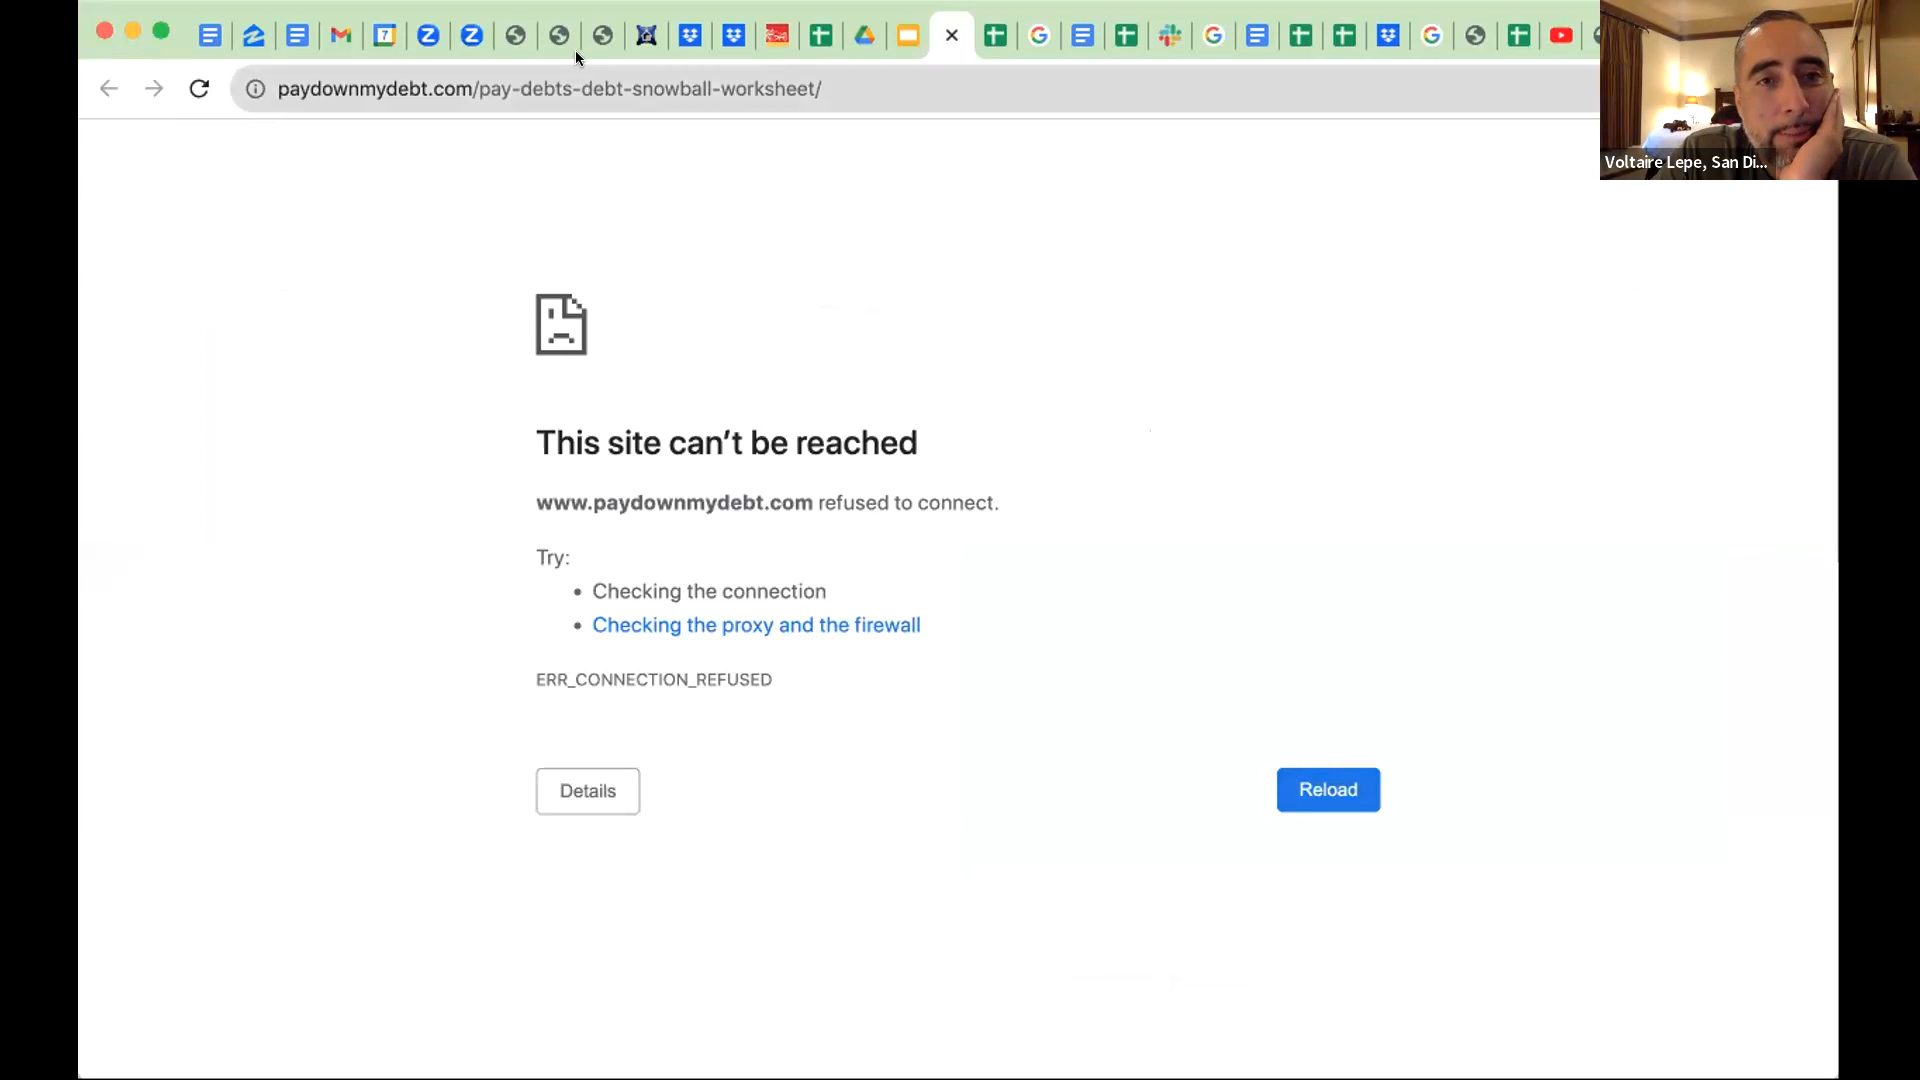 7
paydownmydebt.com/pay-debts-debt-snowball-worksheet/
Voltaire Lepe, San Di...
This site can’t be reached
www.paydownmydebt.com refused to connect.
Try:
• Checking the connection
• Checking the proxy and the firewall
ERR_CONNECTION_REFUSED
Details
Reload